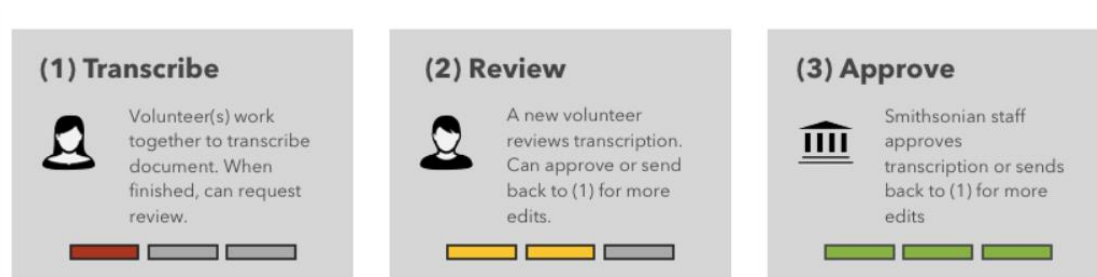 (1) Transcribe
Volunteer(s) work
together to transcribe
document. When
finished, can request
review.
(2) Review
A new volunteer
reviews transcription.
Can approve or send
back to (1) for more
edits.
(3) Approve
Smithsonian staff
approves
transcription or sends
back to (1) for more
edits